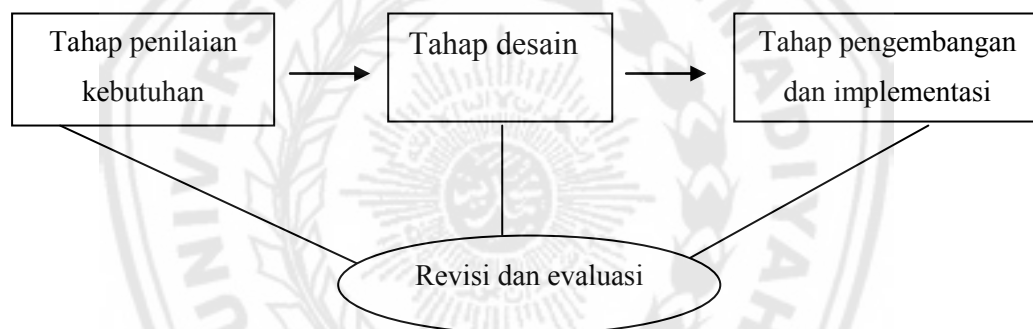 Tahap penilaian
kebutuhan
Tahap desain
Tahap pengembangan
dan implementasi
Revisi dan evaluasi